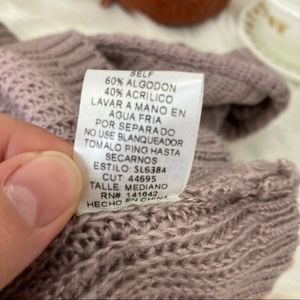 SELF
60% ALGODON
40% ACRILICO
LAVAR A MANO EN
AGUA FRIA
POR SEPARADO
NO USE BLANQUEADOR
TOMALO PING HASTA
SECARNOS
ESTILO: SL6384
CUT: 44695
TALLE: MEDIANO
RN# 141642
HECHO EN CHINA